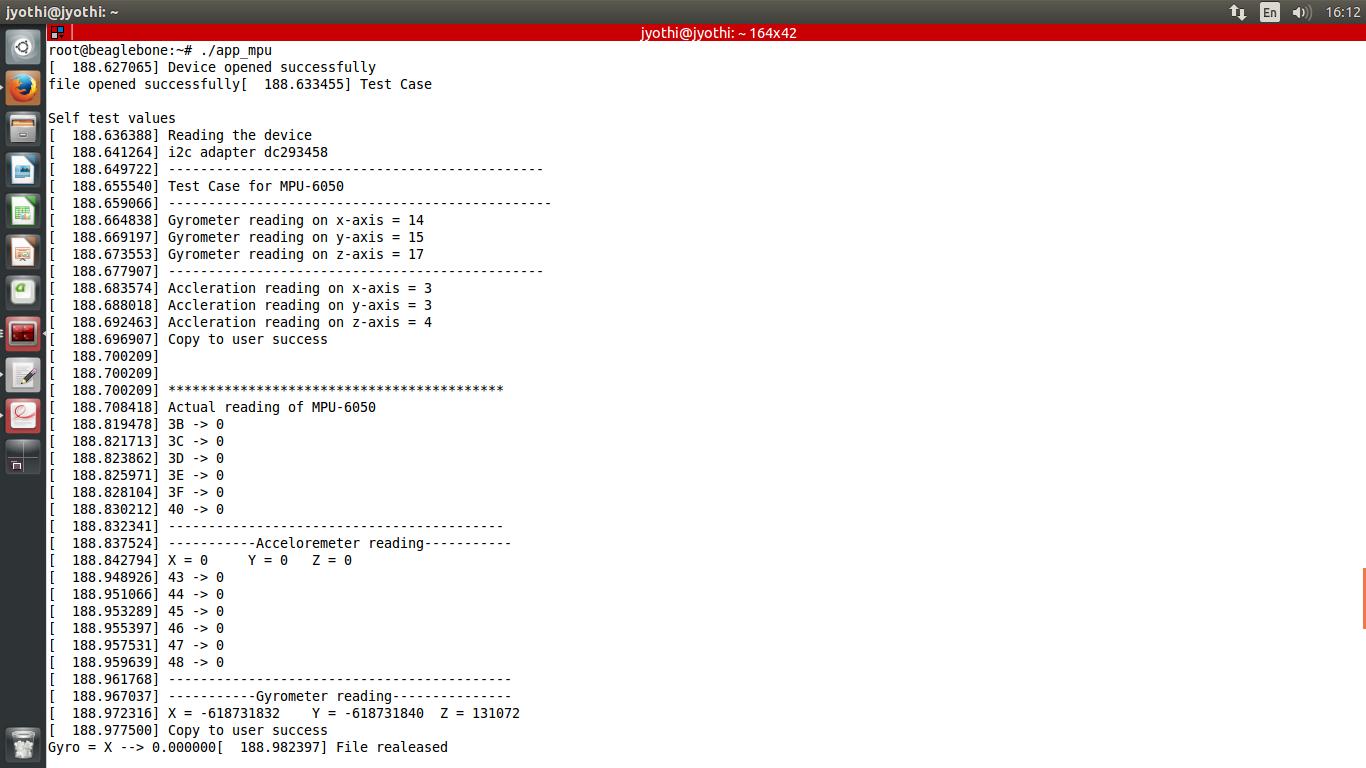 jyothi@jyothi: ~
En
16:12
jyothi@jyothi: ~ 164x42
root@beaglebone:~# ./app_mpu
[  188.627065] Device opened successfully
file opened successfully[  188.633455] Test Case
Self test values
[  188.636388] Reading the device
[  188.641264] i2c adapter dc293458
[  188.649722] -----------------------------------------------
[  188.655540] Test Case for MPU-6050
[  188.659066] ------------------------------------------------
[  188.664838] Gyrometer reading on x-axis = 14
[  188.669197] Gyrometer reading on y-axis = 15
[  188.673553] Gyrometer reading on z-axis = 17
[  188.677907] -----------------------------------------------
[  188.683574] Accleration reading on x-axis = 3
[  188.688018] Accleration reading on y-axis = 3
[  188.692463] Accleration reading on z-axis = 4
[  188.696907] Copy to user success
[  188.700209]
[  188.700209]
[  188.700209] ******************************************
[  188.708418] Actual reading of MPU-6050
[  188.819478] 3B -> 0
[  188.821713] 3C -> 0
[  188.823862] 3D -> 0
[  188.825971] 3E -> 0
[  188.828104] 3F -> 0
[  188.830212] 40 -> 0
[  188.832341] ------------------------------------------
[  188.837524] -----------Acceloremeter reading-----------
[  188.842794] X = 0     Y = 0   Z = 0
[  188.948926] 43 -> 0
[  188.951066] 44 -> 0
[  188.953289] 45 -> 0
[  188.955397] 46 -> 0
[  188.957531] 47 -> 0
[  188.959639] 48 -> 0
[  188.961768] -------------------------------------------
[  188.967037] -----------Gyrometer reading---------------
[  188.972316] X = -618731832    Y = -618731840  Z = 131072
[  188.977500] Copy to user success
Gyro = X --> 0.000000[  188.982397] File realeased